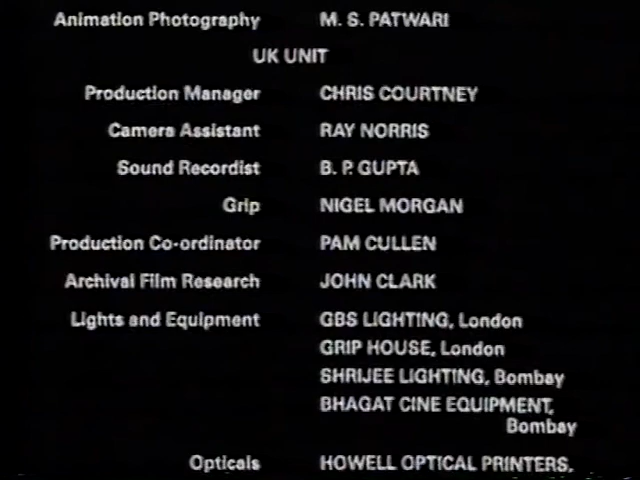 Animation Photography M. S. PATWARI
UK UNIT
Production Manager CHRIS COURTNEY
Camera Assistant RAY NORRIS
Sound Recordist B. P. GUPTA
Grip NIGEL MORGAN
Production Co-ordinator PAM CULLEN
Archival Film Research JOHN CLARK
Lights and Equipment GBS LIGHTING, London
GRIP HOUSE, London
SHRIJEE LIGHTING, Bombay
BHAGAT CINE EQUIPMENT,
Bombay
Opticals HOWELL OPTICAL PRINTERS,